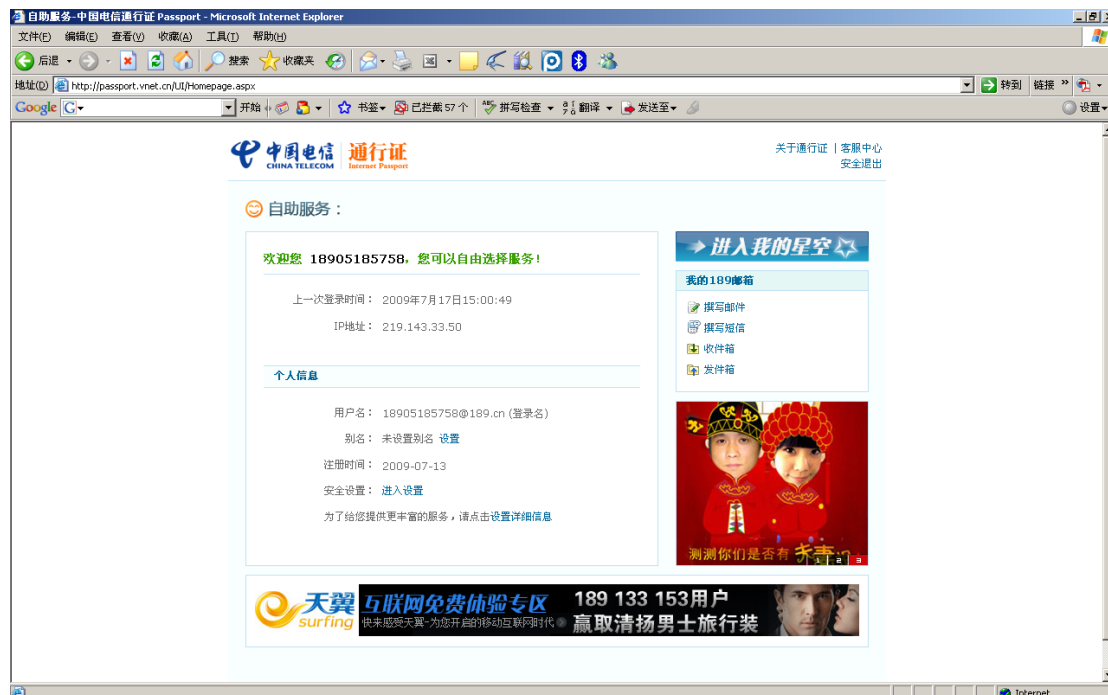 自助服务-中国电信通行证 Passport - Microsoft Internet Explorer
文件(F) 编辑(E) 查看(V) 收藏(A) 工具(T) 帮助(H)
后退 搜索 收藏夹
地址(D) http://passport.vnet.cn/UI/Homepage.aspx 转到 链接 »
Google G 开始 书签 已拦截 57 个 拼写检查 翻译 发送至 设置
中国电信 CHINA TELECOM 通行证 Internet Passport
关于通行证 | 客服中心
安全退出
自助服务：
欢迎您 18905185758，您可以自由选择服务！
上一次登录时间： 2009年7月17日15:00:49
IP地址： 219.143.33.50
个人信息
用户名： 18905185758@189.cn (登录名)
别名： 未设置别名 设置
注册时间： 2009-07-13
安全设置： 进入设置
为了给您提供更丰富的服务，请点击设置详细信息
进入我的星空
我的189邮箱
撰写邮件
撰写短信
收件箱
发件箱
测测你们是否有夫妻
1 2 3
天翼 surfing
互联网免费体验专区
快来感受天翼-为您开启的移动互联网时代
189 133 153用户
赢取清扬男士旅行装
Internet